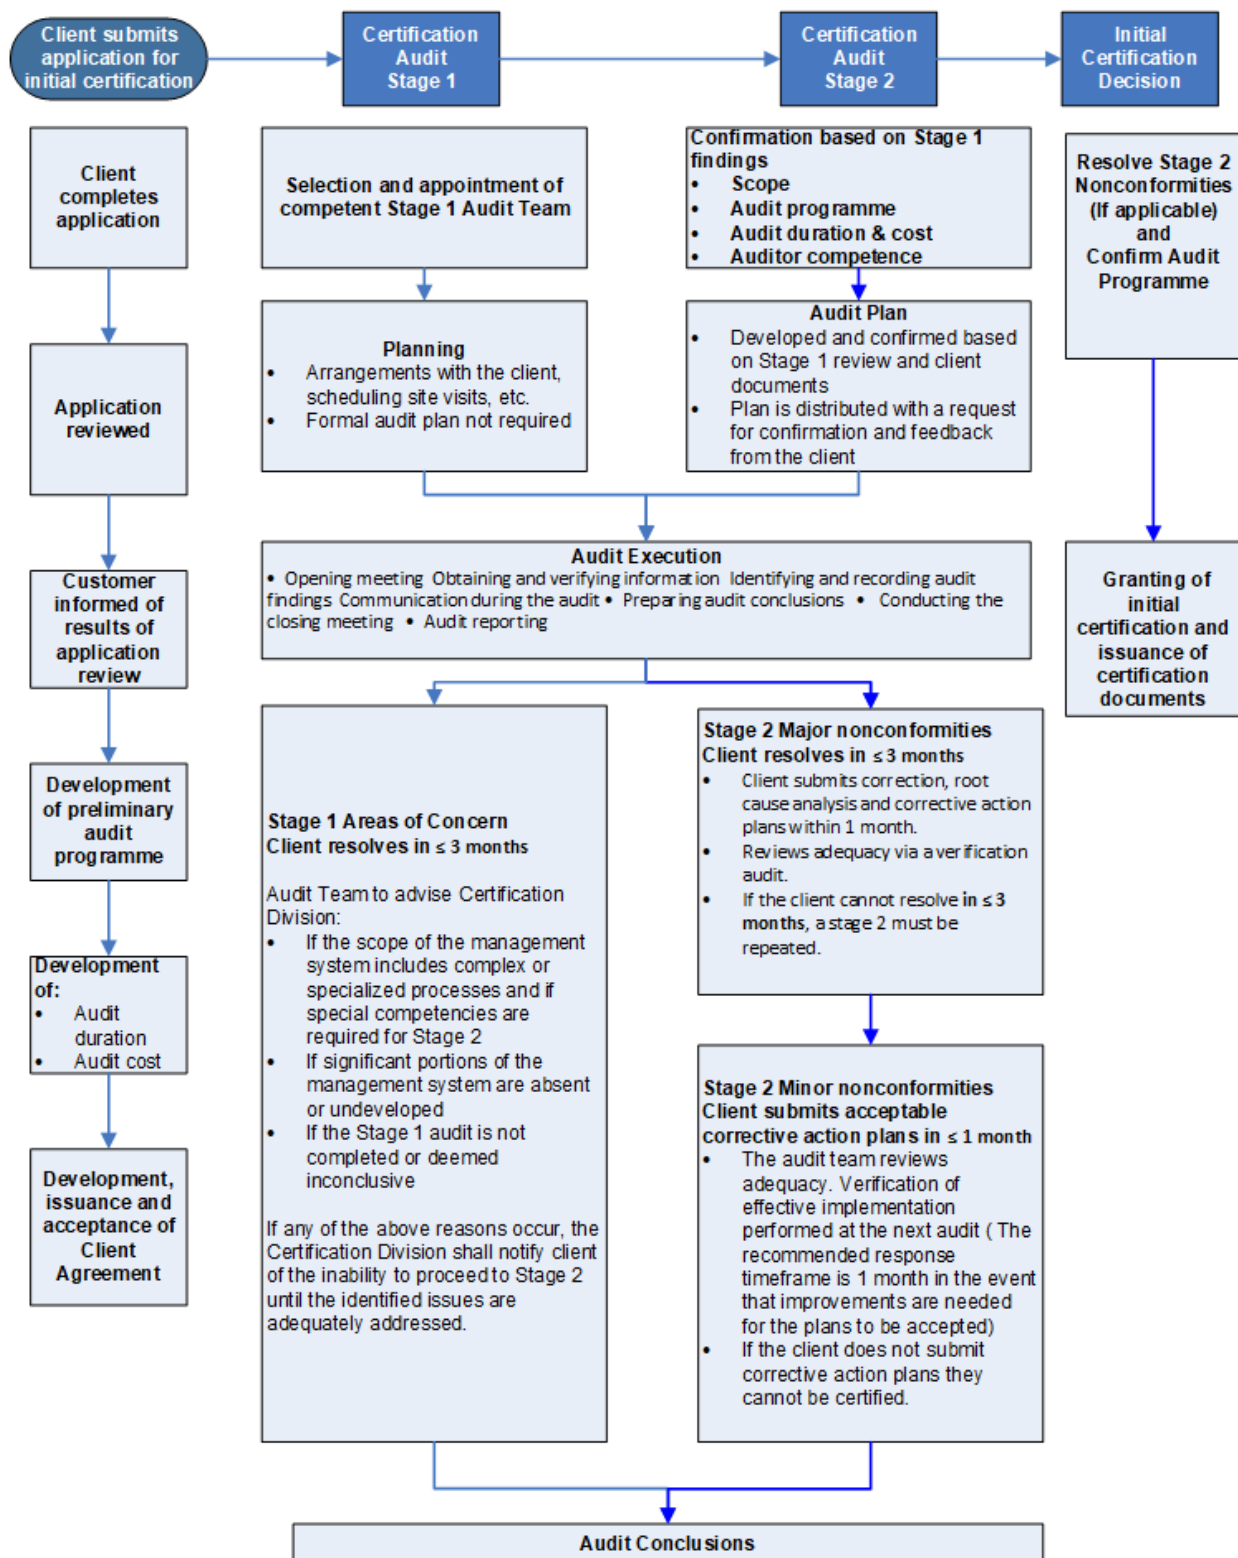 Client submits
application for
initial certification
Certification
Audit
Stage 1
Certification
Audit
Stage 2
Initial
Certification
Decision
Client
completes
application
Application
reviewed
Customer
informed of
results of
application
review
Development
of preliminary
audit
programme
Development
of:
• Audit
duration
• Audit cost
Development,
issuance and
acceptance of
Client
Agreement
Selection and appointment of
competent Stage 1 Audit Team
Planning
• Arrangements with the client,
scheduling site visits, etc.
• Formal audit plan not required
Confirmation based on Stage 1
findings
• Scope
• Audit programme
• Audit duration & cost
• Auditor competence
Audit Plan
• Developed and confirmed based
on Stage 1 review and client
documents
• Plan is distributed with a request
for confirmation and feedback
from the client
Audit Execution
• Opening meeting Obtaining and verifying information Identifying and recording audit
findings Communication during the audit • Preparing audit conclusions • Conducting the
closing meeting • Audit reporting
Stage 1 Areas of Concern
Client resolves in ≤ 3 months
Audit Team to advise Certification
Division:
• If the scope of the management
system includes complex or
specialized processes and if
special competencies are
required for Stage 2
• If significant portions of the
management system are absent
or undeveloped
• If the Stage 1 audit is not
completed or deemed
inconclusive
If any of the above reasons occur, the
Certification Division shall notify client
of the inability to proceed to Stage 2
until the identified issues are
adequately addressed.
Stage 2 Major nonconformities
Client resolves in ≤ 3 months
• Client submits correction, root
cause analysis and corrective action
plans within 1 month.
• Reviews adequacy via a verification
audit.
• If the client cannot resolve in ≤ 3
months, a stage 2 must be
repeated.
Stage 2 Minor nonconformities
Client submits acceptable
corrective action plans in ≤ 1 month
• The audit team reviews
adequacy. Verification of
effective implementation
performed at the next audit ( The
recommended response
timeframe is 1 month in the event
that improvements are needed
for the plans to be accepted)
• If the client does not submit
corrective action plans they
cannot be certified.
Audit Conclusions
Resolve Stage 2
Nonconformities
(If applicable)
and
Confirm Audit
Programme
Granting of
initial
certification and
issuance of
certification
documents